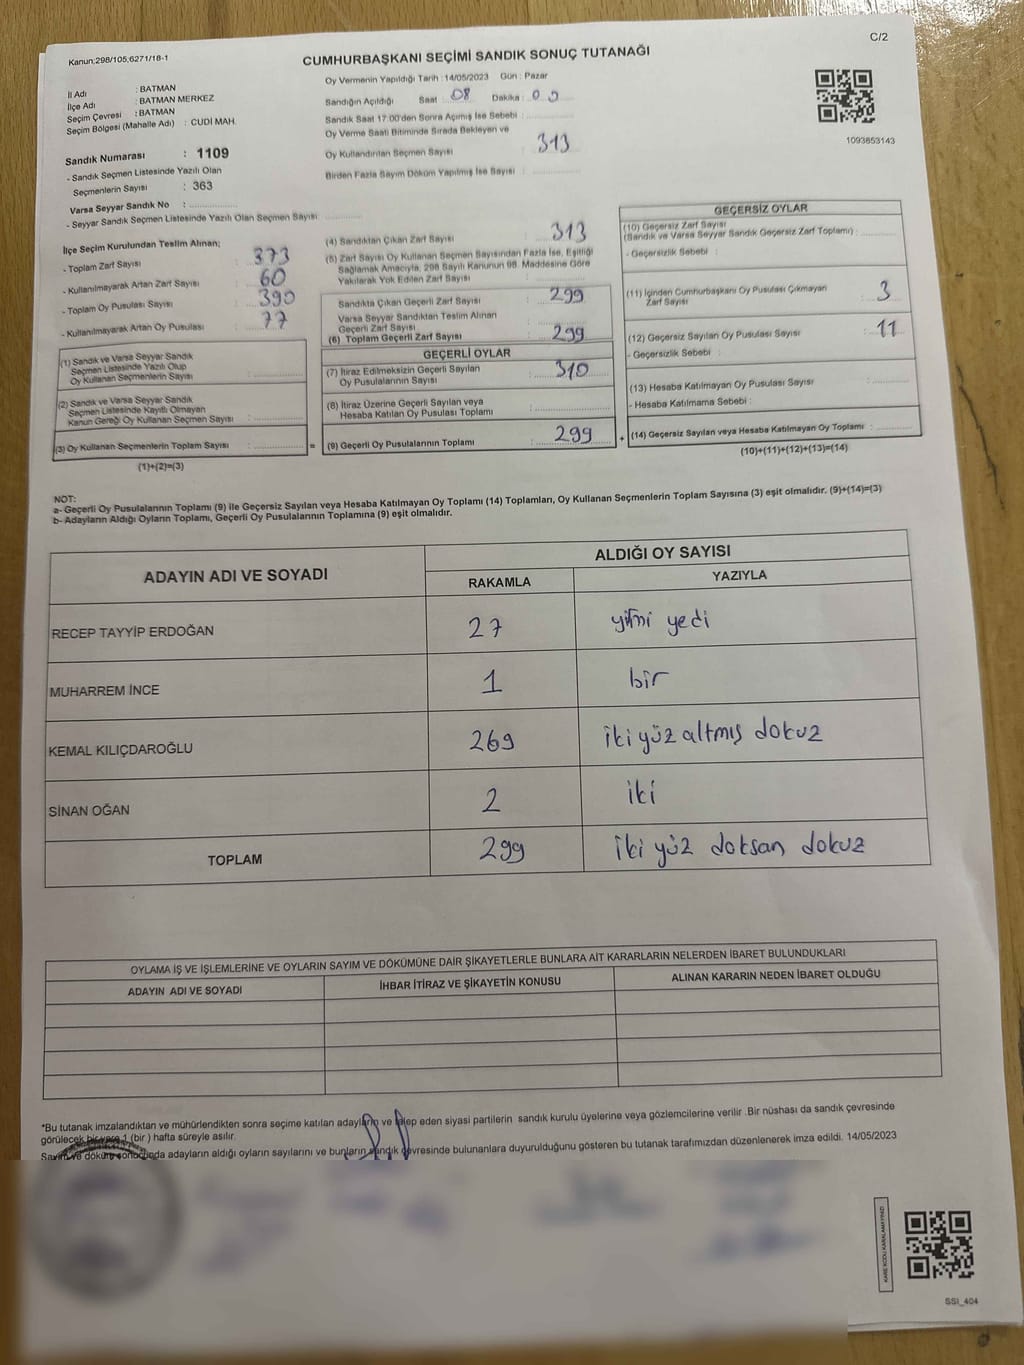 C/2
Kanun;298/105,6271/18-1
CUMHURBAŞKANI SEÇİMİ SANDIK SONUÇ TUTANAĞI
İl Adı : BATMAN
İlçe Adı : BATMAN MERKEZ
Seçim Çevresi : BATMAN
Seçim Bölgesi (Mahalle Adı) : CUDİ MAH.
Sandık Numarası : 1109
- Sandık Seçmen Listesinde Yazılı Olan
Seçmenlerin Sayısı : 363
Varsa Seyyar Sandık No :
- Seyyar Sandık Seçmen Listesinde Yazılı Olan Seçmen Sayısı:
Oy Vermenin Yapıldığı Tarih :14/05/2023 Gün : Pazar
Sandığın Açıldığı Saat : 08 Dakika : 00
Sandık Saat 17:00'den Sonra Açımış İse Sebebi :
Oy Verme Saati Bitiminde Sırada Bekleyen ve
Oy Kullandırılan Seçmen Sayısı : 313
Birden Fazla Sayım Döküm Yapılmış İse Sayısı :
1093853143
İlçe Seçim Kurulundan Teslim Alınan;
- Toplam Zarf Sayısı : 373
- Kullanılmayarak Artan Zarf Sayısı : 60
- Toplam Oy Pusulası Sayısı : 390
- Kullanılmayarak Artan Oy Pusulası : 77
(1) Sandık ve Varsa Seyyar Sandık
Seçmen Listesinde Yazılı Olup
Oy Kullanan Seçmenlerin Sayısı :
(2) Sandık ve Varsa Seyyar Sandık
Seçmen Listesinde Kayıtlı Olmayan
Kanun Gereği Oy Kullanan Seçmen Sayısı :
(3) Oy Kullanan Seçmenlerin Toplam Sayısı : =
(1)+(2)=(3)
(4) Sandıktan Çıkan Zarf Sayısı : 313
(5) Zarf Sayısı Oy Kullanan Seçmen Sayısından Fazla İse, Eşitliği
Sağlamak Amacıyla, 298 Sayılı Kanunun 98. Maddesine Göre
Yakılarak Yok Edilen Zarf Sayısı :
Sandıkta Çıkan Geçerli Zarf Sayısı : 299
Varsa Seyyar Sandıktan Teslim Alınan
Geçerli Zarf Sayısı :
(6) Toplam Geçerli Zarf Sayısı : 299
GEÇERLİ OYLAR
(7) İtiraz Edilmeksizin Geçerli Sayılan
Oy Pusulalarının Sayısı : 310
(8) İtiraz Üzerine Geçerli Sayılan veya
Hesaba Katılan Oy Pusulası Toplamı :
(9) Geçerli Oy Pusulalarının Toplamı : 299 +
GEÇERSİZ OYLAR
(10) Geçersiz Zarf Sayısı
(Sandık ve Varsa Seyyar Sandık Geçersiz Zarf Toplamı) :
- Geçersizlik Sebebi :
(11) İçinden Cumhurbaşkanı Oy Pusulası Çıkmayan
Zarf Sayısı : 3
(12) Geçersiz Sayılan Oy Pusulası Sayısı : 11
- Geçersizlik Sebebi :
(13) Hesaba Katılmayan Oy Pusulası Sayısı :
- Hesaba Katılmama Sebebi :
(14) Geçersiz Sayılan veya Hesaba Katılmayan Oy Toplamı :
(10)+(11)+(12)+(13)=(14)
NOT:
a- Geçerli Oy Pusulalarının Toplamı (9) ile Geçersiz Sayılan veya Hesaba Katılmayan Oy Toplamı (14) Toplamları, Oy Kullanan Seçmenlerin Toplam Sayısına (3) eşit olmalıdır. (9)+(14)=(3)
b- Adayların Aldığı Oyların Toplamı, Geçerli Oy Pusulalarının Toplamına (9) eşit olmalıdır.
ADAYIN ADI VE SOYADI
ALDIĞI OY SAYISI
RAKAMLA YAZIYLA
RECEP TAYYİP ERDOĞAN 27 yirmi yedi
MUHARREM İNCE 1 bir
KEMAL KILIÇDAROĞLU 269 iki yüz altmış dokuz
SİNAN OĞAN 2 iki
TOPLAM 299 iki yüz doksan dokuz
OYLAMA İŞ VE İŞLEMLERİNE VE OYLARIN SAYIM VE DÖKÜMÜNE DAİR ŞİKAYETLERLE BUNLARA AİT KARARLARIN NELERDEN İBARET BULUNDUKLARI
ADAYIN ADI VE SOYADI İHBAR İTİRAZ VE ŞİKAYETİN KONUSU ALINAN KARARIN NEDEN İBARET OLDUĞU
*Bu tutanak imzalandıktan ve mühürlendikten sonra seçime katılan adayların ve talep eden siyasi partilerin sandık kurulu üyelerine veya gözlemcilerine verilir .Bir nüshası da sandık çevresinde
görülecek bir yere 1 (bir ) hafta süreyle asılır.
Sayım ve döküm sonucunda adayların aldığı oyların sayılarını ve bunların sandık çevresinde bulunanlara duyurulduğunu gösteren bu tutanak tarafımızdan düzenlenerek imza edildi. 14/05/2023
KARE KODU KARALAMAYINIZ!
SSI_404